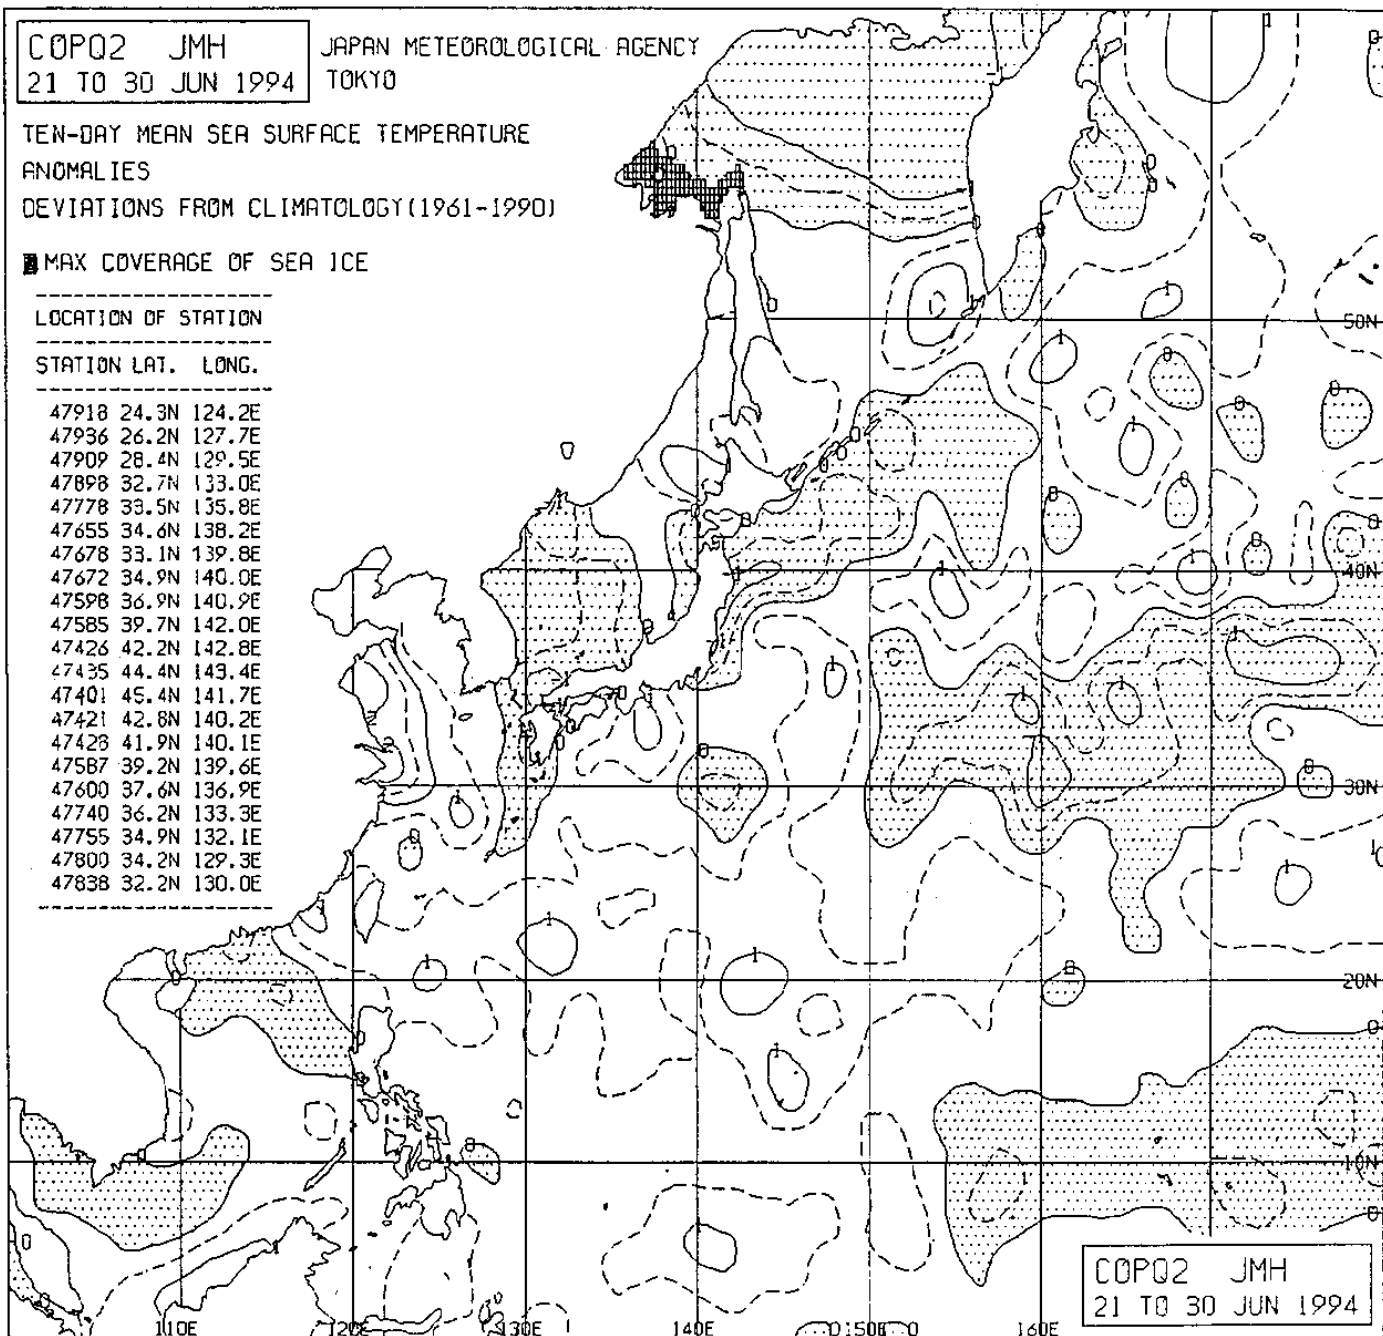 COPQ2 JMH
21 TO 30 JUN 1994
JAPAN METEOROLOGICAL AGENCY
TOKYO
TEN-DAY MEAN SEA SURFACE TEMPERATURE
ANOMALIES
DEVIATIONS FROM CLIMATOLOGY(1961-1990)
MAX COVERAGE OF SEA ICE
LOCATION OF STATION
STATION LAT. LONG.
47918 24.3N 124.2E
47936 26.2N 127.7E
47909 28.4N 129.5E
47898 32.7N 133.0E
47778 33.5N 135.8E
47655 34.6N 138.2E
47678 33.1N 139.8E
47672 34.9N 140.0E
47598 36.9N 140.9E
47585 39.7N 142.0E
47426 42.2N 142.8E
47435 44.4N 143.4E
47401 45.4N 141.7E
47421 42.8N 140.2E
47428 41.9N 140.1E
47587 39.2N 139.6E
47600 37.6N 136.9E
47740 36.2N 133.3E
47755 34.9N 132.1E
47800 34.2N 129.3E
47838 32.2N 130.0E
50N
40N
30N
20N
10N
110E
120E
130E
140E
150E
160E
COPQ2 JMH
21 TO 30 JUN 1994